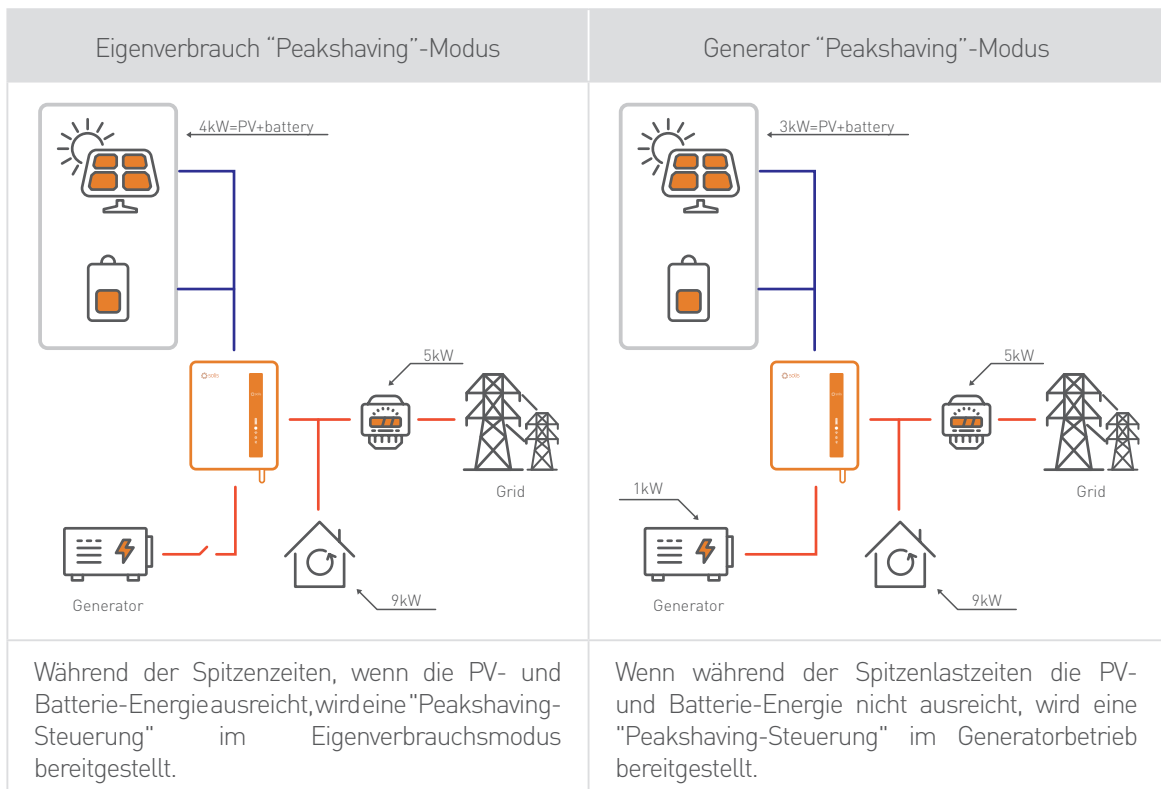 Eigenverbrauch “Peakshaving”-Modus
Generator “Peakshaving”-Modus
4kW=PV+battery
solis
5kW
Grid
Generator
9kW
3kW=PV+battery
solis
5kW
Grid
1kW
Generator
9kW
Während der Spitzenzeiten, wenn die PV- und
Batterie-Energie ausreicht, wird eine "Peakshaving-
Steuerung" im Eigenverbrauchsmodus
bereitgestellt.
Wenn während der Spitzenlastzeiten die PV-
und Batterie-Energie nicht ausreicht, wird eine
"Peakshaving-Steuerung" im Generatorbetrieb
bereitgestellt.